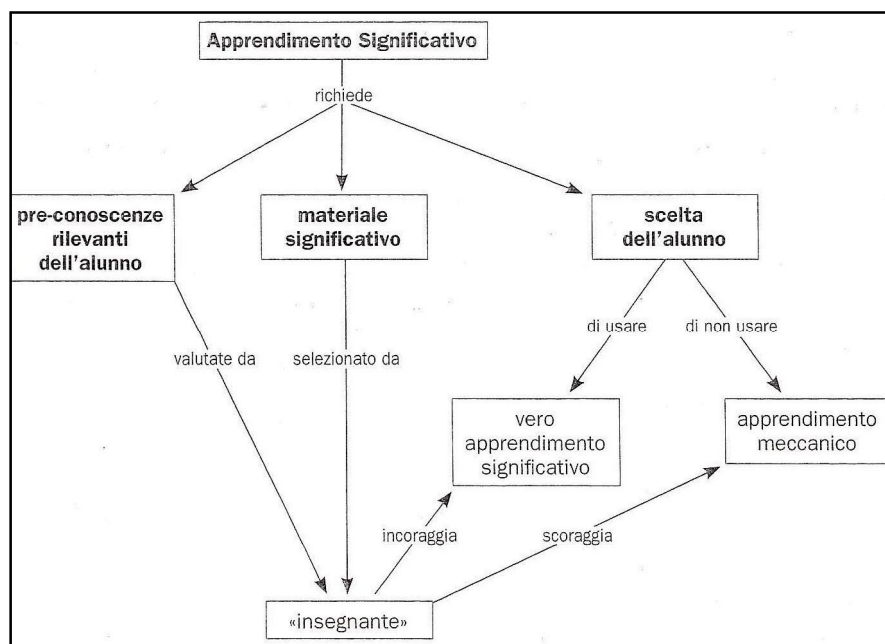 Apprendimento Significativo
richiede
pre-conoscenze
rilevanti
dell'alunno
materiale
significativo
scelta
dell'alunno
valutate da
selezionato da
di usare
di non usare
vero
apprendimento
significativo
apprendimento
meccanico
incoraggia
scoraggia
«insegnante»